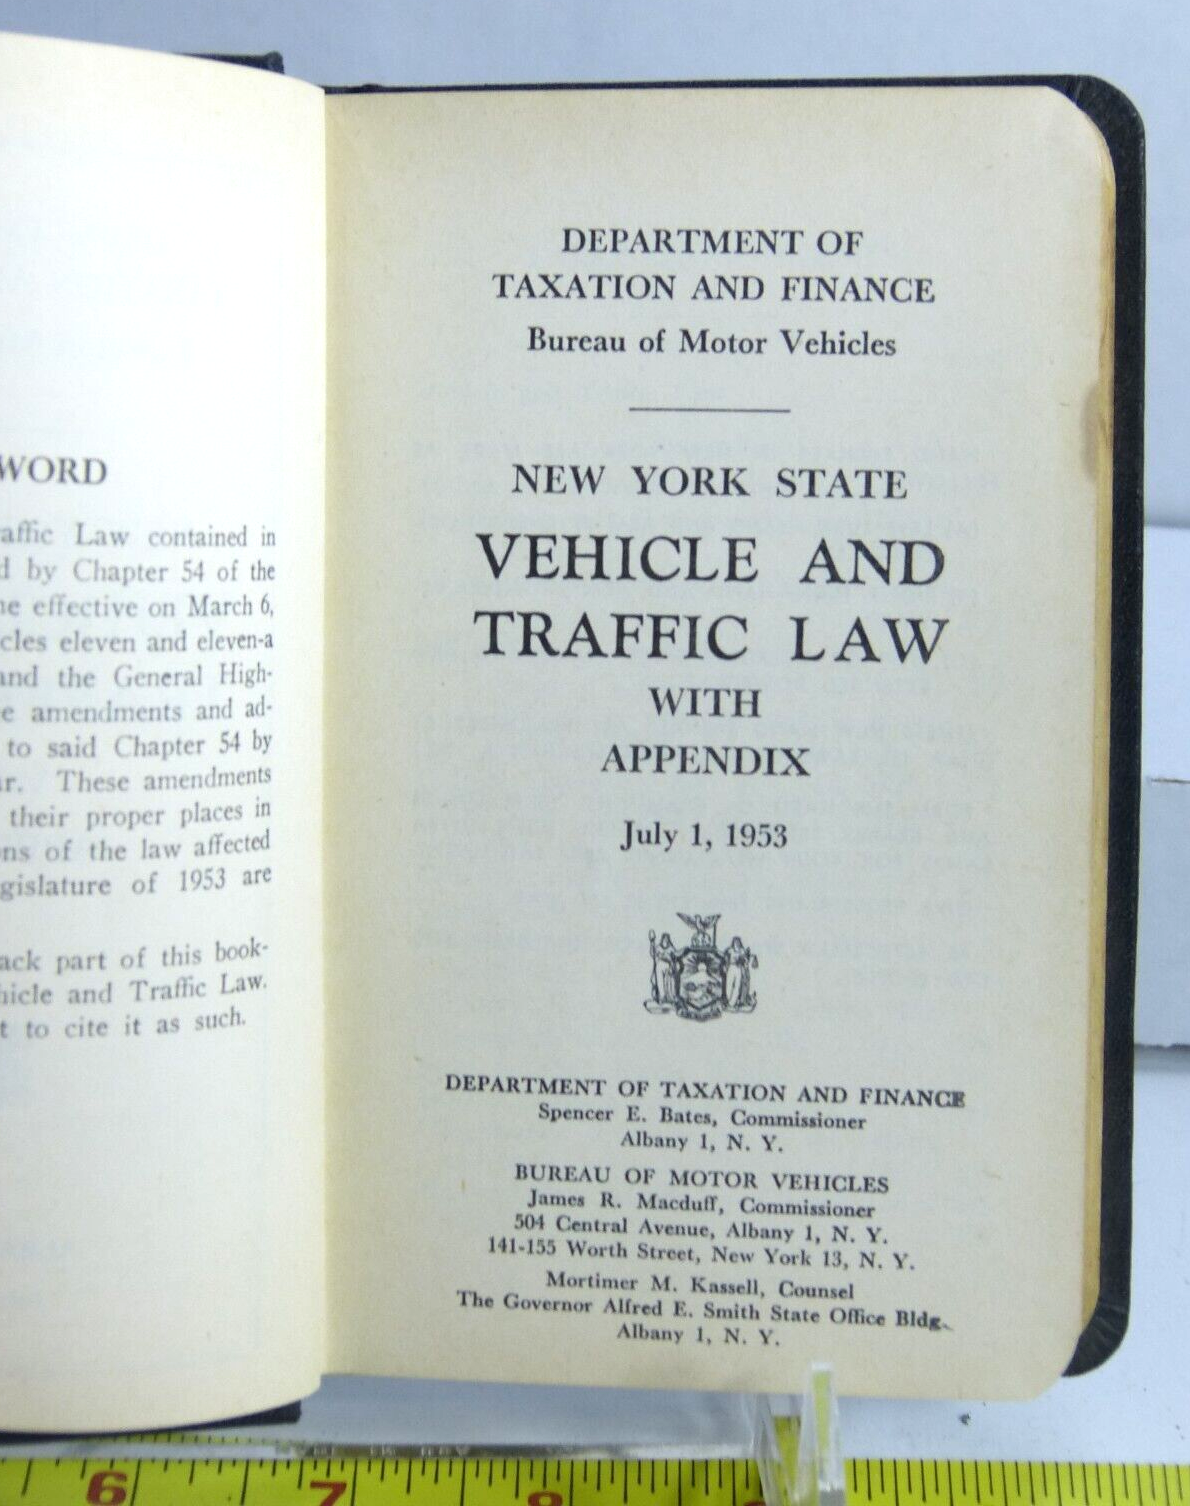 WORD
affic Law contained in
d by Chapter 54 of the
ne effective on March 6,
cles eleven and eleven-a
and the General High-
e amendments and ad-
to said Chapter 54 by
ar. These amendments
their proper places in
ons of the law affected
gislature of 1953 are
ack part of this book-
hicle and Traffic Law.
t to cite it as such.
DEPARTMENT OF
TAXATION AND FINANCE
Bureau of Motor Vehicles
NEW YORK STATE
VEHICLE AND
TRAFFIC LAW
WITH
APPENDIX
July 1, 1953
DEPARTMENT OF TAXATION AND FINANCE
Spencer E. Bates, Commissioner
Albany 1, N. Y.
BUREAU OF MOTOR VEHICLES
James R. Macduff, Commissioner
504 Central Avenue, Albany 1, N. Y.
141-155 Worth Street, New York 13, N. Y.
Mortimer M. Kassell, Counsel
The Governor Alfred E. Smith State Office Bldg.
Albany 1, N. Y.
6 7 8